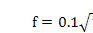 f = 0.1√